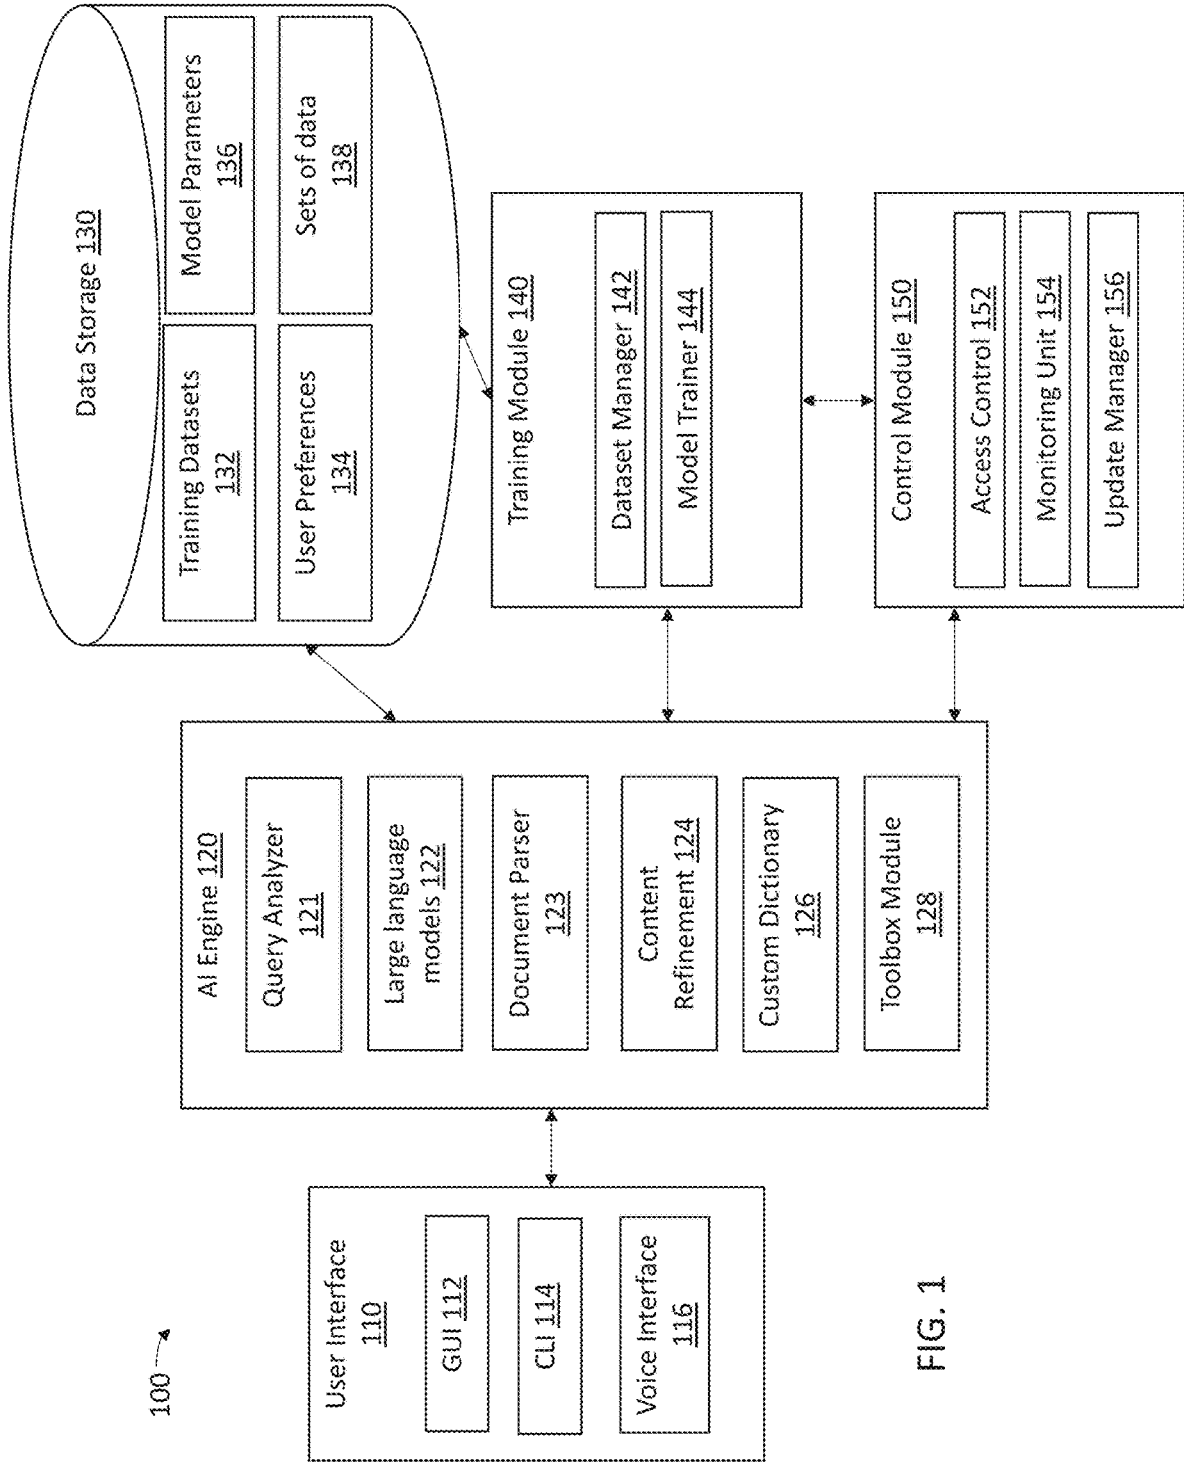 100
User Interface
110
GUI 112
CLI 114
Voice Interface
116
AI Engine 120
Query Analyzer
121
Large language
models 122
Document Parser
123
Content
Refinement 124
Custom Dictionary
126
Toolbox Module
128
Data Storage 130
Training Datasets
132
Model Parameters
136
User Preferences
134
Sets of data
138
Training Module 140
Dataset Manager 142
Model Trainer 144
Control Module 150
Access Control 152
Monitoring Unit 154
Update Manager 156
FIG. 1